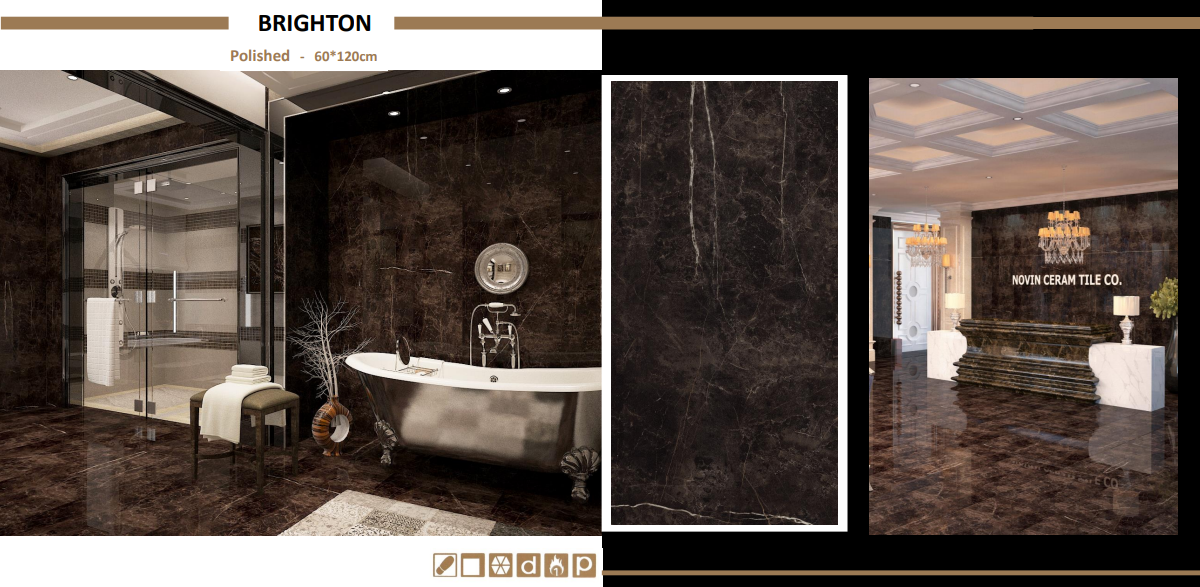 BRIGHTON
Polished - 60*120cm
NOVIN CERAM TILE CO.
d
p